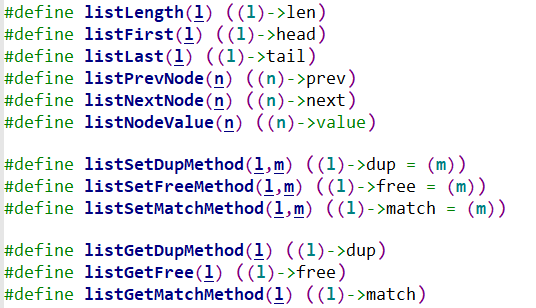 #define listLength(l) ((l)->len)
#define listFirst(l) ((l)->head)
#define listLast(l) ((l)->tail)
#define listPrevNode(n) ((n)->prev)
#define listNextNode(n) ((n)->next)
#define listNodeValue(n) ((n)->value)
#define listSetDupMethod(l,m) ((l)->dup = (m))
#define listSetFreeMethod(l,m) ((l)->free = (m))
#define listSetMatchMethod(l,m) ((l)->match = (m))
#define listGetDupMethod(l) ((l)->dup)
#define listGetFree(l) ((l)->free)
#define listGetMatchMethod(l) ((l)->match)